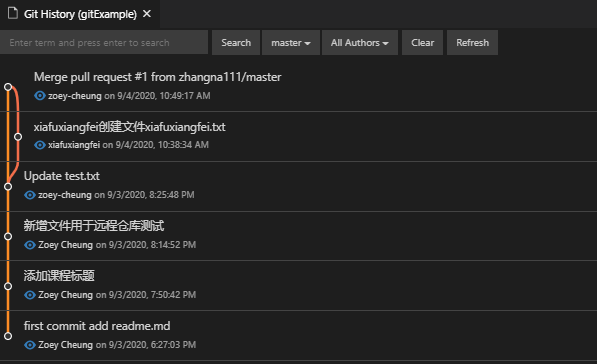 Git History (gitExample)
Enter term and press enter to search Search master All Authors Clear Refresh
Merge pull request #1 from zhangna111/master
zoey-cheung on 9/4/2020, 10:49:17 AM
xiafuxiangfei创建文件xiafuxiangfei.txt
xiafuxiangfei on 9/4/2020, 10:38:34 AM
Update test.txt
zoey-cheung on 9/3/2020, 8:25:48 PM
新增文件用于远程仓库测试
Zoey Cheung on 9/3/2020, 8:14:52 PM
添加课程标题
Zoey Cheung on 9/3/2020, 7:50:42 PM
first commit add readme.md
Zoey Cheung on 9/3/2020, 6:27:03 PM